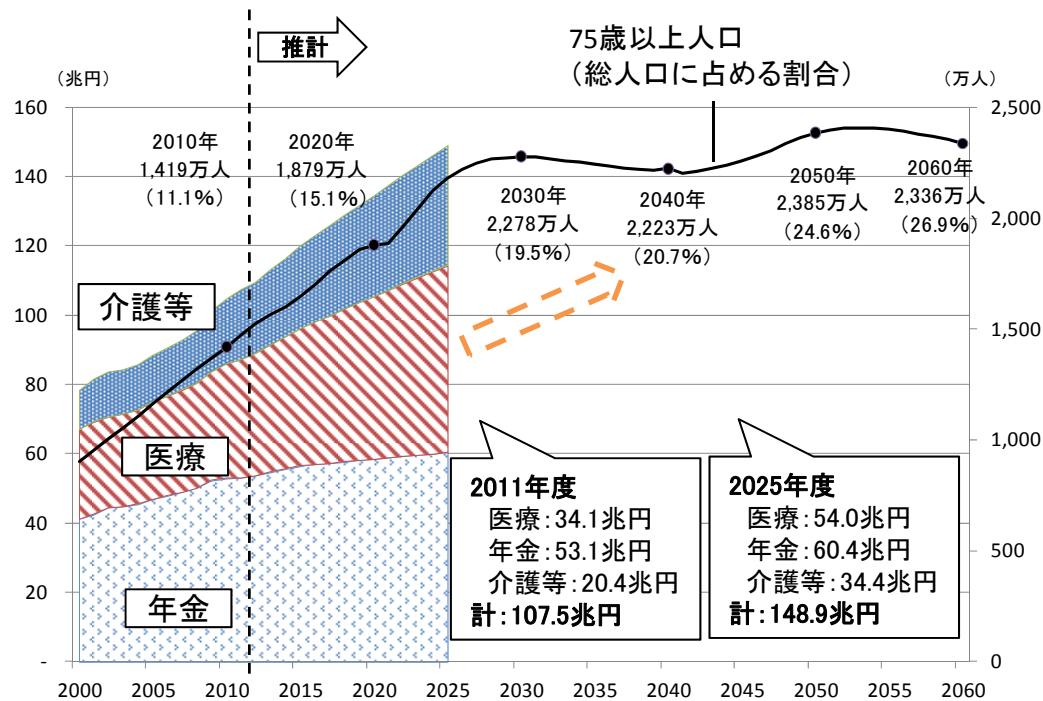 推計
75歳以上人口
（総人口に占める割合）
（兆円）
（万人）
160
140
120
100
80
60
40
20
-
2,500
2,000
1,500
1,000
500
0
2010年
1,419万人
（11.1%）
2020年
1,879万人
（15.1%）
2030年
2,278万人
（19.5%）
2040年
2,223万人
（20.7%）
2050年
2,385万人
（24.6%）
2060年
2,336万人
（26.9%）
介護等
医療
年金
2011年度
医療：34.1兆円
年金：53.1兆円
介護等：20.4兆円
計：107.5兆円
2025年度
医療：54.0兆円
年金：60.4兆円
介護等：34.4兆円
計：148.9兆円
2000 2005 2010 2015 2020 2025 2030 2035 2040 2045 2050 2055 2060